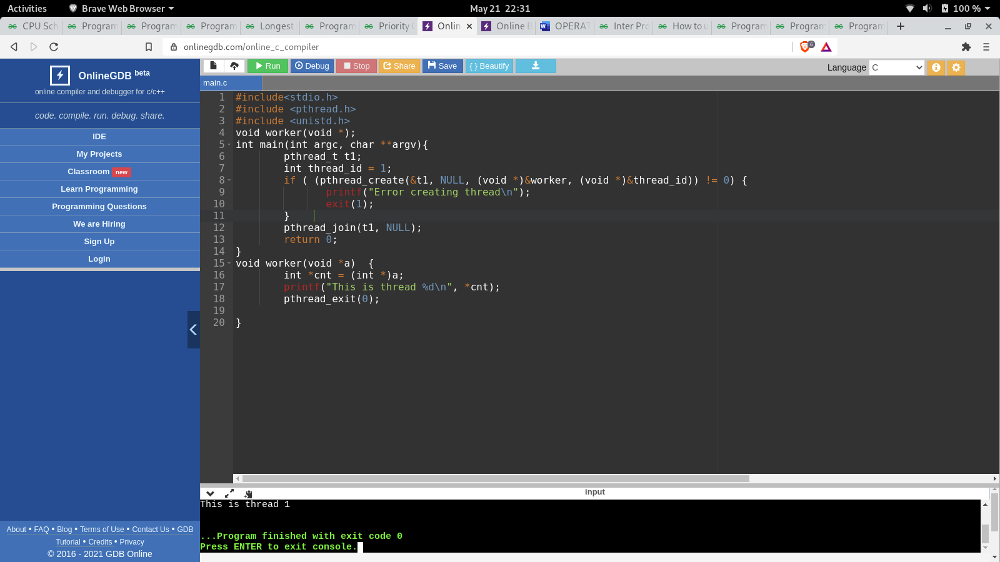 Activities Brave Web Browser May 21 22:31 100 %
CPU Sch Program Program Program Longest Program Priority Onlin Online B OPERAT Inter Pro How to u Program Program Program
onlinegdb.com/online_c_compiler 6
OnlineGDB beta
online compiler and debugger for c/c++
code. compile. run. debug. share.
IDE
My Projects
Classroom new
Learn Programming
Programming Questions
We are Hiring
Sign Up
Login
About • FAQ • Blog • Terms of Use • Contact Us • GDB
Tutorial • Credits • Privacy
© 2016 - 2021 GDB Online
Run Debug Stop Share Save { } Beautify Language C
main.c
1 #include<stdio.h>
2 #include <pthread.h>
3 #include <unistd.h>
4 void worker(void *);
5 int main(int argc, char **argv){
6 pthread_t t1;
7 int thread_id = 1;
8 if ( (pthread_create(&t1, NULL, (void *)&worker, (void *)&thread_id)) != 0) {
9 printf("Error creating thread\n");
10 exit(1);
11 }
12 pthread_join(t1, NULL);
13 return 0;
14 }
15 void worker(void *a)  {
16 int *cnt = (int *)a;
17 printf("This is thread %d\n", *cnt);
18 pthread_exit(0);
19
20 }
input
This is thread 1
...Program finished with exit code 0
Press ENTER to exit console.